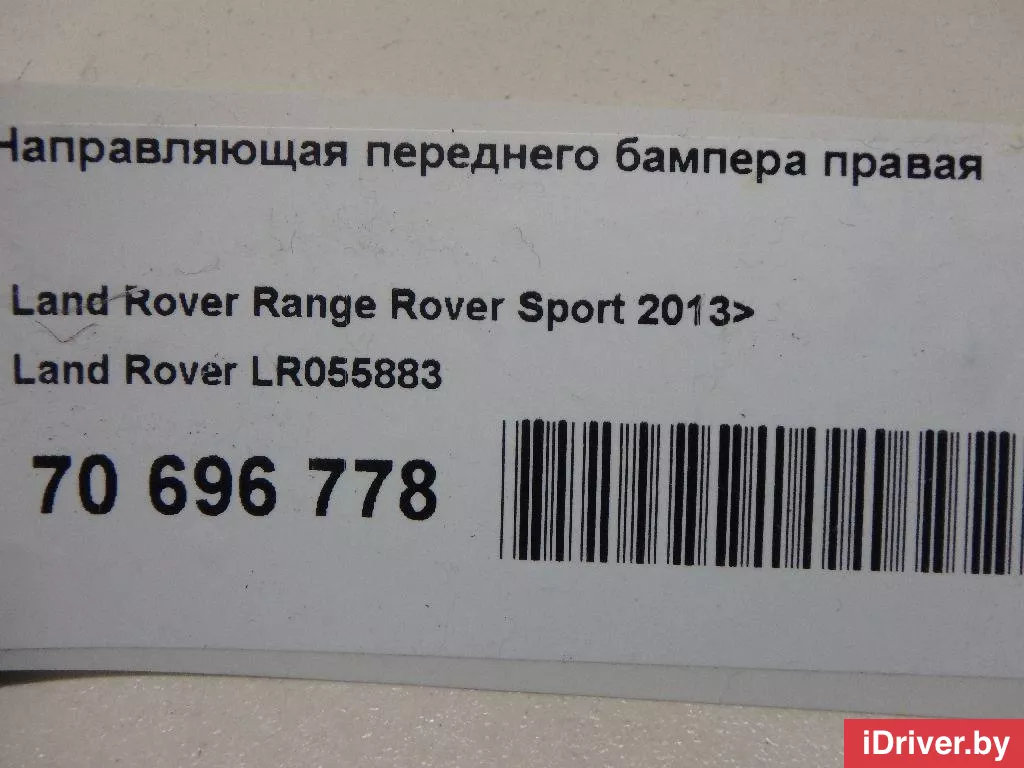 Направляющая переднего бампера правая
Land Rover Range Rover Sport 2013>
Land Rover LR055883
70 696 778
iDriver.by